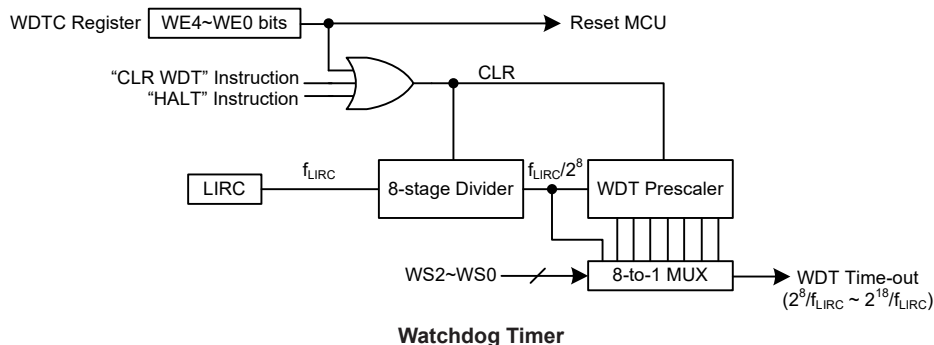 WDTC Register WE4~WE0 bits Reset MCU
“CLR WDT” Instruction
“HALT” Instruction
CLR
LIRC
fLIRC
8-stage Divider
fLIRC/2⁸
WDT Prescaler
WS2~WS0
8-to-1 MUX
WDT Time-out
(2⁸/fLIRC ~ 2¹⁸/fLIRC)
Watchdog Timer